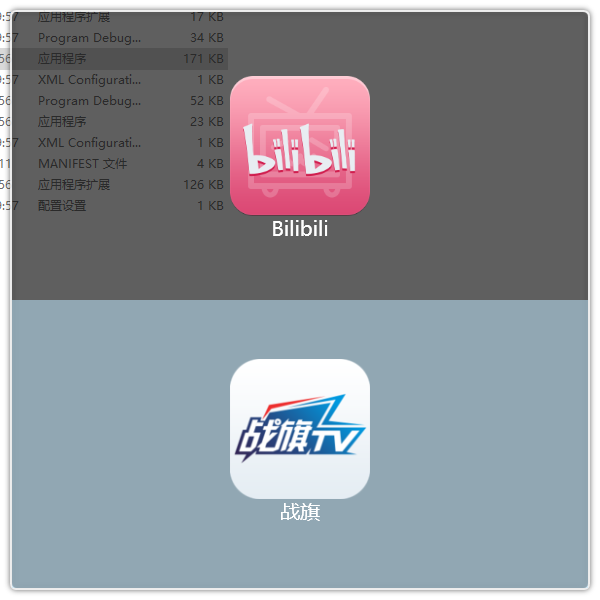 :57 应用程序扩展 17 KB
:57 Program Debug... 34 KB
56 应用程序 171 KB
:57 XML Configurati... 1 KB
56 Program Debug... 52 KB
56 应用程序 23 KB
:57 XML Configurati... 1 KB
11 MANIFEST 文件 4 KB
56 应用程序扩展 126 KB
:57 配置设置 1 KB
bilibili
Bilibili
战旗TV
战旗